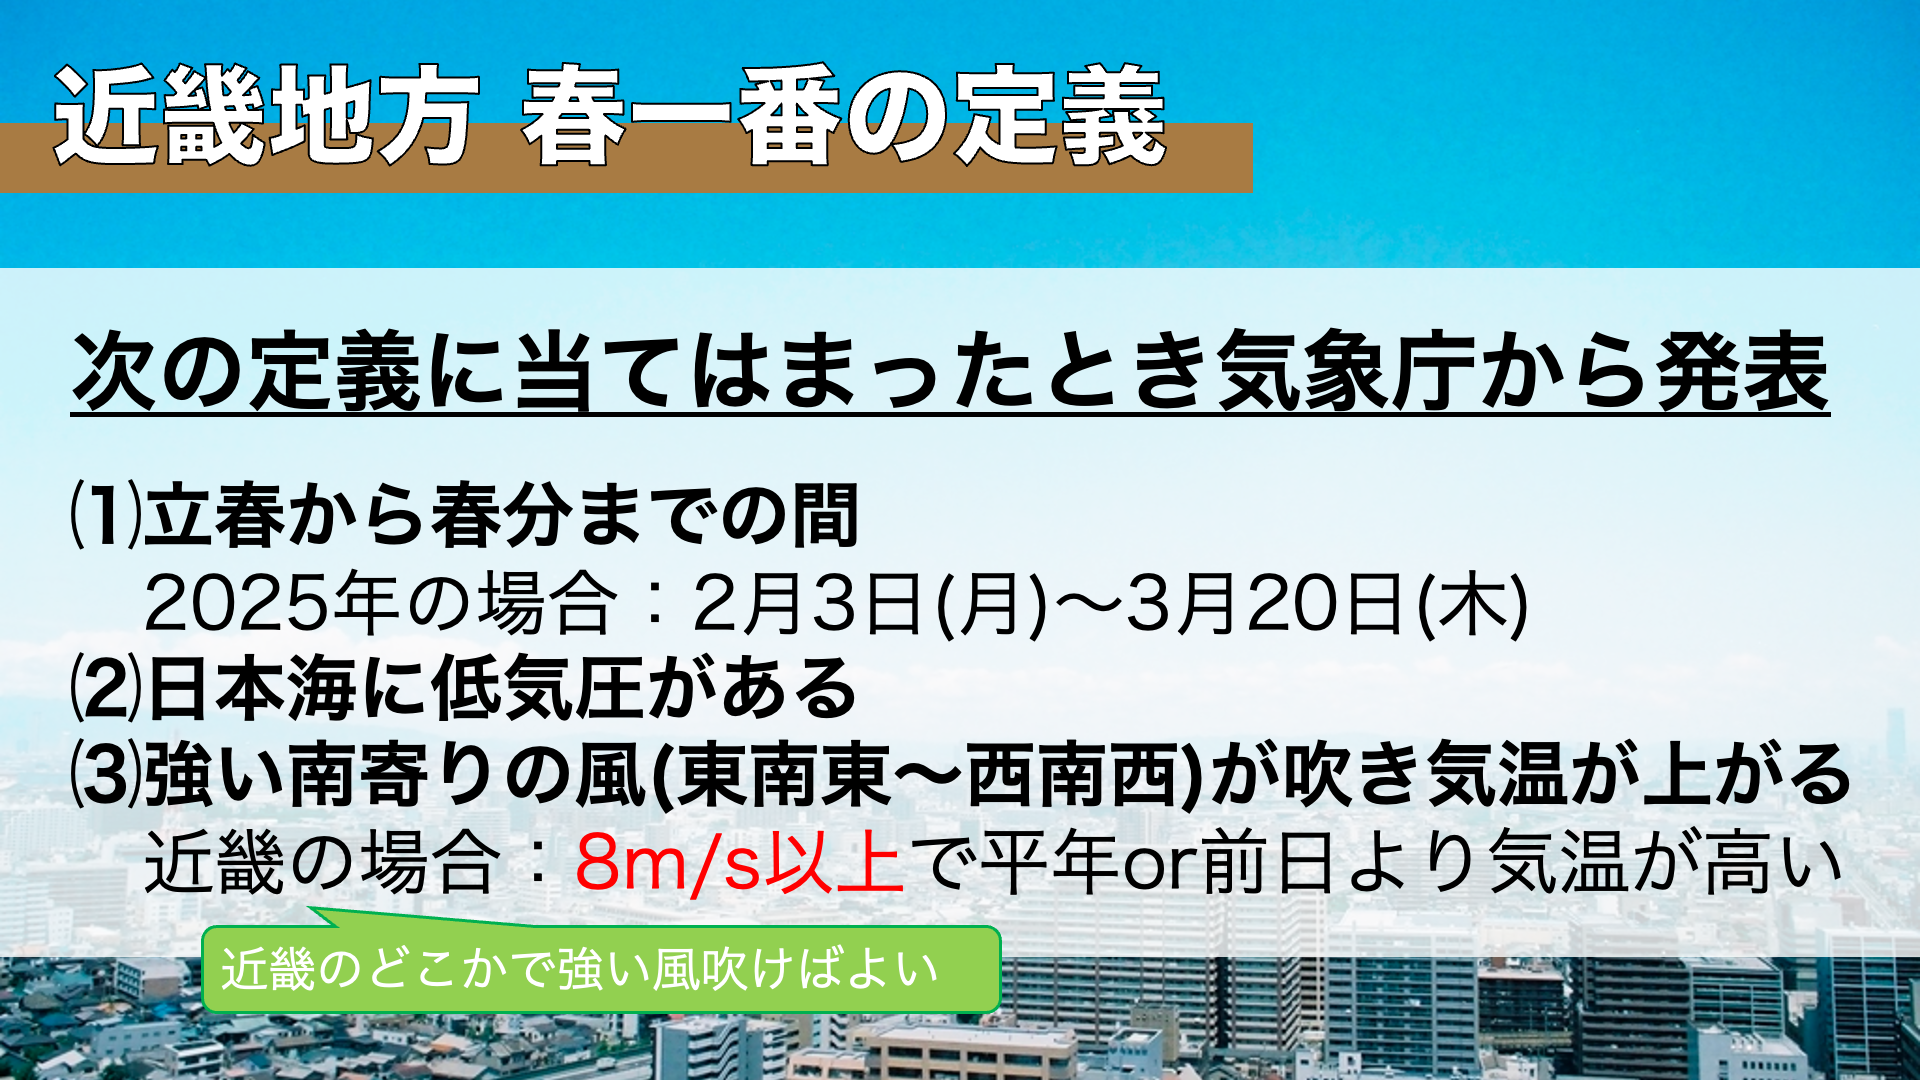 近畿地方 春一番の定義
次の定義に当てはまったとき気象庁から発表
⑴立春から春分までの間
2025年の場合：2月3日(月)～3月20日(木)
⑵日本海に低気圧がある
⑶強い南寄りの風(東南東～西南西)が吹き気温が上がる
近畿の場合：8m/s以上で平年or前日より気温が高い
近畿のどこかで強い風吹けばよい